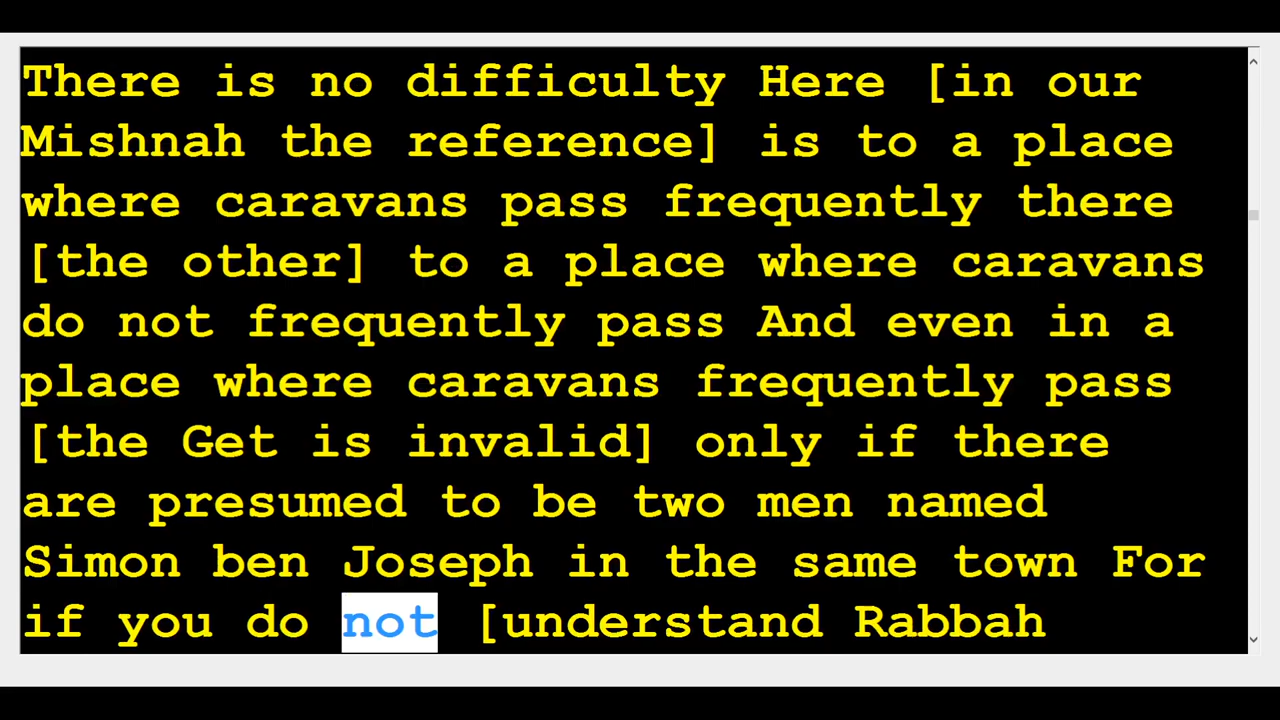 There is no difficulty Here [in our
Mishnah the reference] is to a place
where caravans pass frequently there
[the other] to a place where caravans
do not frequently pass And even in a
place where caravans frequently pass
[the Get is invalid] only if there
are presumed to be two men named
Simon ben Joseph in the same town For
if you do not [understand Rabbah